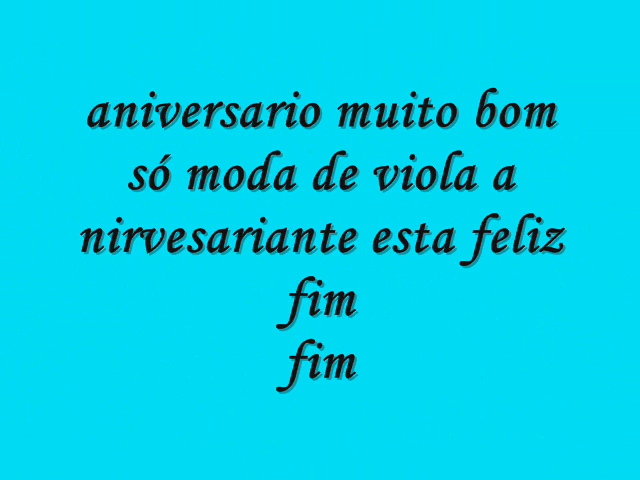 aniversario muito bom
só moda de viola a
nirvesariante esta feliz
fim
fim